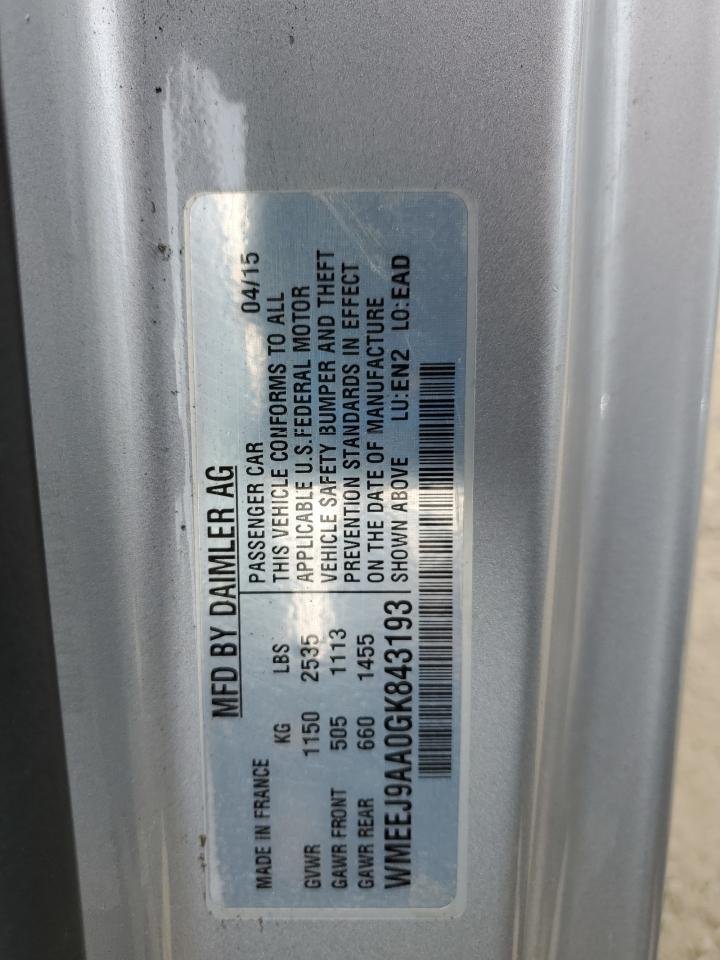 MFD BY DAIMLER AG
MADE IN FRANCE
KG LBS
GVWR 1150 2535
GAWR FRONT 505 1113
GAWR REAR 660 1455
PASSENGER CAR 04/15
THIS VEHICLE CONFORMS TO ALL
APPLICABLE U.S.FEDERAL MOTOR
VEHICLE SAFETY BUMPER AND THEFT
PREVENTION STANDARDS IN EFFECT
ON THE DATE OF MANUFACTURE
SHOWN ABOVE LU:EN2 LO:EAD
WMEEJ9AA0GK843193